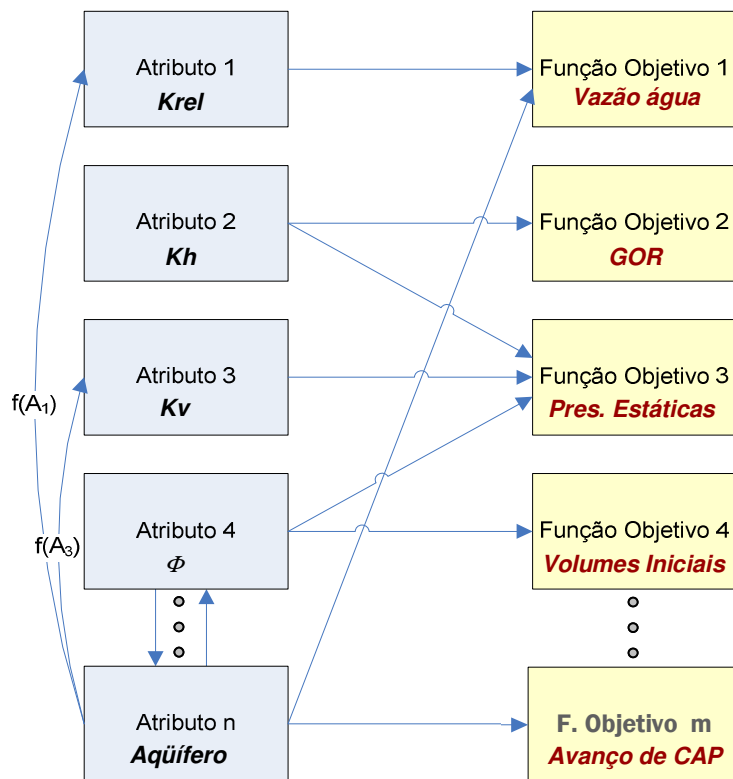 Atributo 1
Krel
Função Objetivo 1
Vazão água
Atributo 2
Kh
Função Objetivo 2
GOR
Atributo 3
Kv
Função Objetivo 3
Pres. Estáticas
f(A₁)
Atributo 4
Φ
Função Objetivo 4
Volumes Iniciais
f(A₃)
Atributo n
Aqüífero
F. Objetivo m
Avanço de CAP